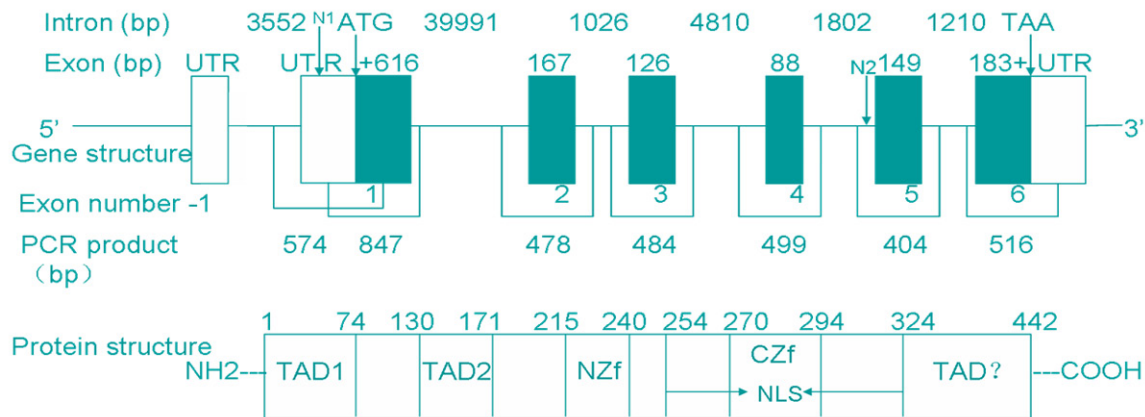 Intron (bp) 3552 N1 ATG 39991 1026 4810 1802 1210 TAA
Exon (bp) UTR UTR +616 167 126 88 N2 149 183+ UTR
5' 3'
Gene structure
Exon number -1 1 2 3 4 5 6
PCR product 574 847 478 484 499 404 516
（bp）
1 74 130 171 215 240 254 270 294 324 442
Protein structure
NH2--- TAD1 TAD2 NZf CZf TAD? ---COOH
NLS